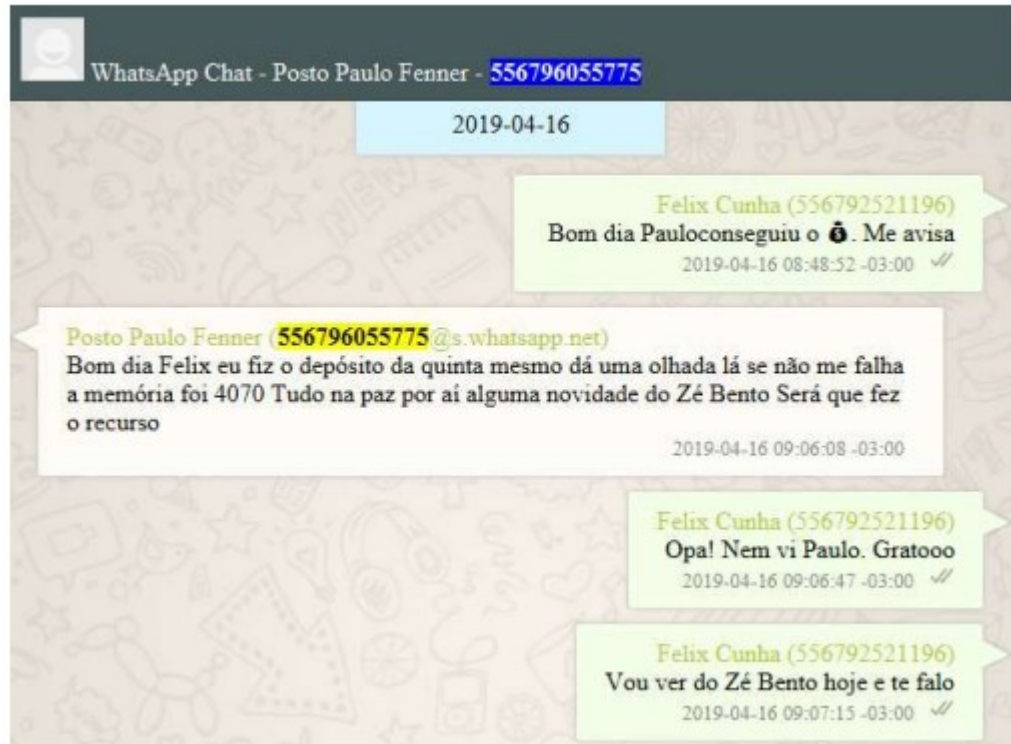 WhatsApp Chat - Posto Paulo Fenner - 556796055775
2019-04-16
Felix Cunha (556792521196)
Bom dia Pauloconseguiu o 💰. Me avisa
2019-04-16 08:48:52 -03:00
Posto Paulo Fenner (556796055775@s.whatsapp.net)
Bom dia Felix eu fiz o depósito da quinta mesmo dá uma olhada lá se não me falha
a memória foi 4070 Tudo na paz por aí alguma novidade do Zé Bento Será que fez
o recurso
2019-04-16 09:06:08 -03:00
Felix Cunha (556792521196)
Opa! Nem vi Paulo. Gratooo
2019-04-16 09:06:47 -03:00
Felix Cunha (556792521196)
Vou ver do Zé Bento hoje e te falo
2019-04-16 09:07:15 -03:00